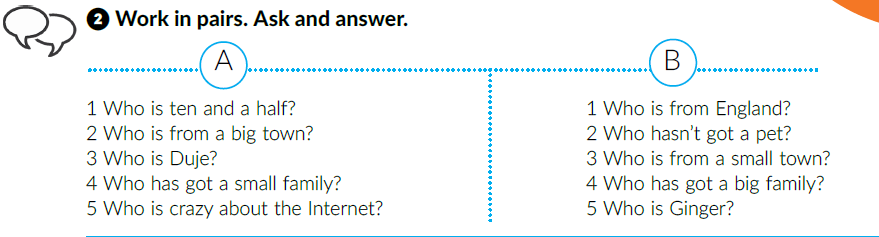 2 Work in pairs. Ask and answer.
A
1 Who is ten and a half?
2 Who is from a big town?
3 Who is Duje?
4 Who has got a small family?
5 Who is crazy about the Internet?
B
1 Who is from England?
2 Who hasn’t got a pet?
3 Who is from a small town?
4 Who has got a big family?
5 Who is Ginger?